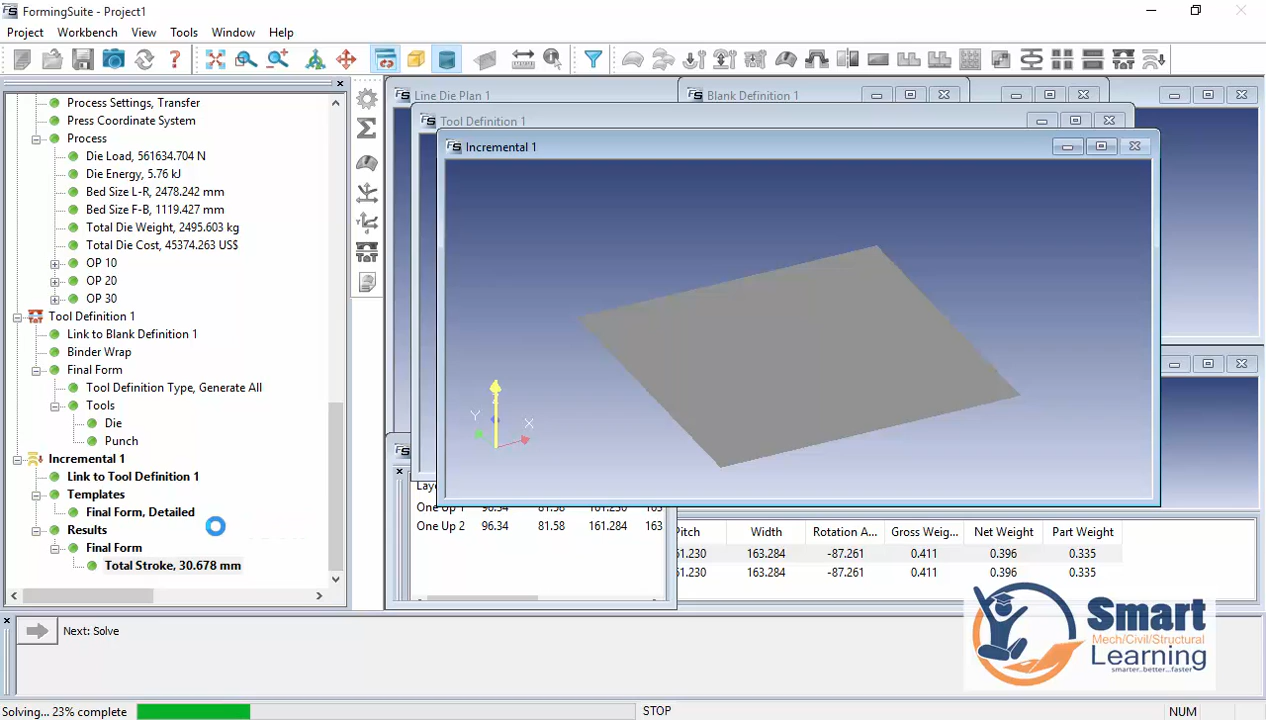 FormingSuite - Project1
Project Workbench View Tools Window Help
Process Settings, Transfer
Press Coordinate System
Process
Die Load, 561634.704 N
Die Energy, 5.76 kJ
Bed Size L-R, 2478.242 mm
Bed Size F-B, 1119.427 mm
Total Die Weight, 2495.603 kg
Total Die Cost, 45374.263 US$
OP 10
OP 20
OP 30
Tool Definition 1
Link to Blank Definition 1
Binder Wrap
Final Form
Tool Definition Type, Generate All
Tools
Die
Punch
Incremental 1
Link to Tool Definition 1
Templates
Final Form, Detailed
Results
Final Form
Total Stroke, 30.678 mm
Line Die Plan 1
Blank Definition 1
Tool Definition 1
Incremental 1
Y X
One Up 1 96.34 81.58
One Up 2 96.34 81.58 161.284 163
Pitch Width Rotation A... Gross Weig... Net Weight Part Weight
61.230 163.284 -87.261 0.411 0.396 0.335
61.230 163.284 -87.261 0.411 0.396 0.335
Smart
Mech/Civil/Structural
Learning
smarter..better...faster..
Next: Solve
Solving... 23% complete STOP NUM